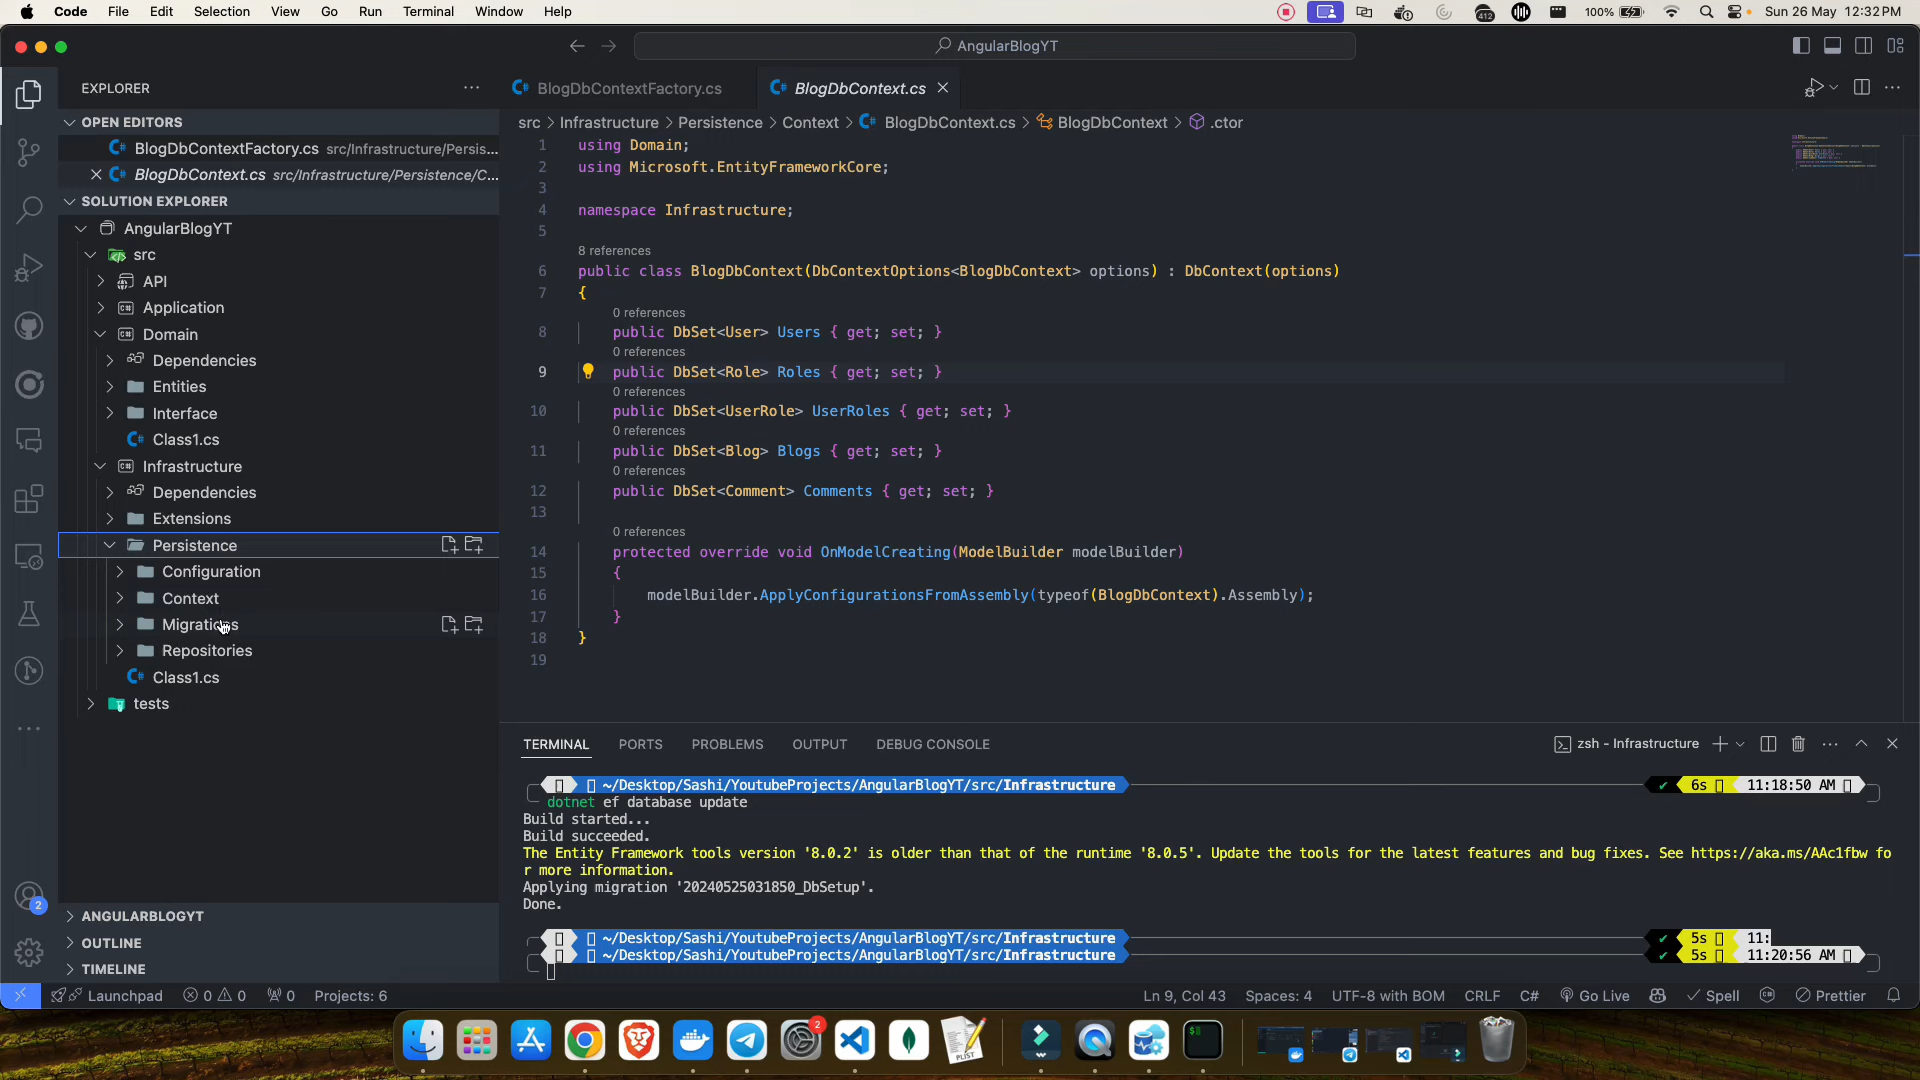 Code File Edit Selection View Go Run Terminal Window Help
412 100% Sun 26 May 12:32 PM
AngularBlogYT
EXPLORER
OPEN EDITORS
BlogDbContextFactory.cs src/Infrastructure/Persis...
BlogDbContext.cs src/Infrastructure/Persistence/C...
SOLUTION EXPLORER
AngularBlogYT
src
API
Application
Domain
Dependencies
Entities
Interface
Class1.cs
Infrastructure
Dependencies
Extensions
Persistence
Configuration
Context
Migrations
Repositories
Class1.cs
tests
ANGULARBLOGYT
OUTLINE
TIMELINE
BlogDbContextFactory.cs BlogDbContext.cs
src > Infrastructure > Persistence > Context > BlogDbContext.cs > BlogDbContext > .ctor
1 using Domain;
2 using Microsoft.EntityFrameworkCore;
3
4 namespace Infrastructure;
5
8 references
6 public class BlogDbContext(DbContextOptions<BlogDbContext> options) : DbContext(options)
7 {
0 references
8 public DbSet<User> Users { get; set; }
0 references
9 public DbSet<Role> Roles { get; set; }
0 references
10 public DbSet<UserRole> UserRoles { get; set; }
0 references
11 public DbSet<Blog> Blogs { get; set; }
0 references
12 public DbSet<Comment> Comments { get; set; }
13
0 references
14 protected override void OnModelCreating(ModelBuilder modelBuilder)
15 {
16 modelBuilder.ApplyConfigurationsFromAssembly(typeof(BlogDbContext).Assembly);
17 }
18 }
19
TERMINAL PORTS PROBLEMS OUTPUT DEBUG CONSOLE
zsh - Infrastructure
~/Desktop/Sashi/YoutubeProjects/AngularBlogYT/src/Infrastructure ✔ 6s 11:18:50 AM
dotnet ef database update
Build started...
Build succeeded.
The Entity Framework tools version '8.0.2' is older than that of the runtime '8.0.5'. Update the tools for the latest features and bug fixes. See https://aka.ms/AAc1fbw fo
r more information.
Applying migration '20240525031850_DbSetup'.
Done.
~/Desktop/Sashi/YoutubeProjects/AngularBlogYT/src/Infrastructure ✔ 5s 11:
~/Desktop/Sashi/YoutubeProjects/AngularBlogYT/src/Infrastructure ✔ 5s 11:20:56 AM
2
Launchpad 0 0 0 Projects: 6
Ln 9, Col 43 Spaces: 4 UTF-8 with BOM CRLF C# Go Live Spell Prettier
2
PLIST